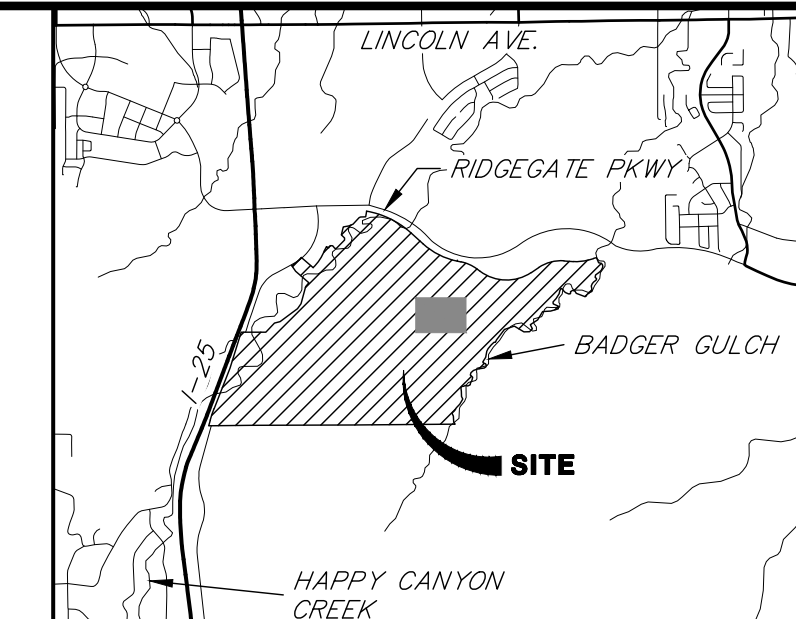 LINCOLN AVE.
RIDGEGATE PKWY
I-25
BADGER GULCH
SITE
HAPPY CANYON
CREEK